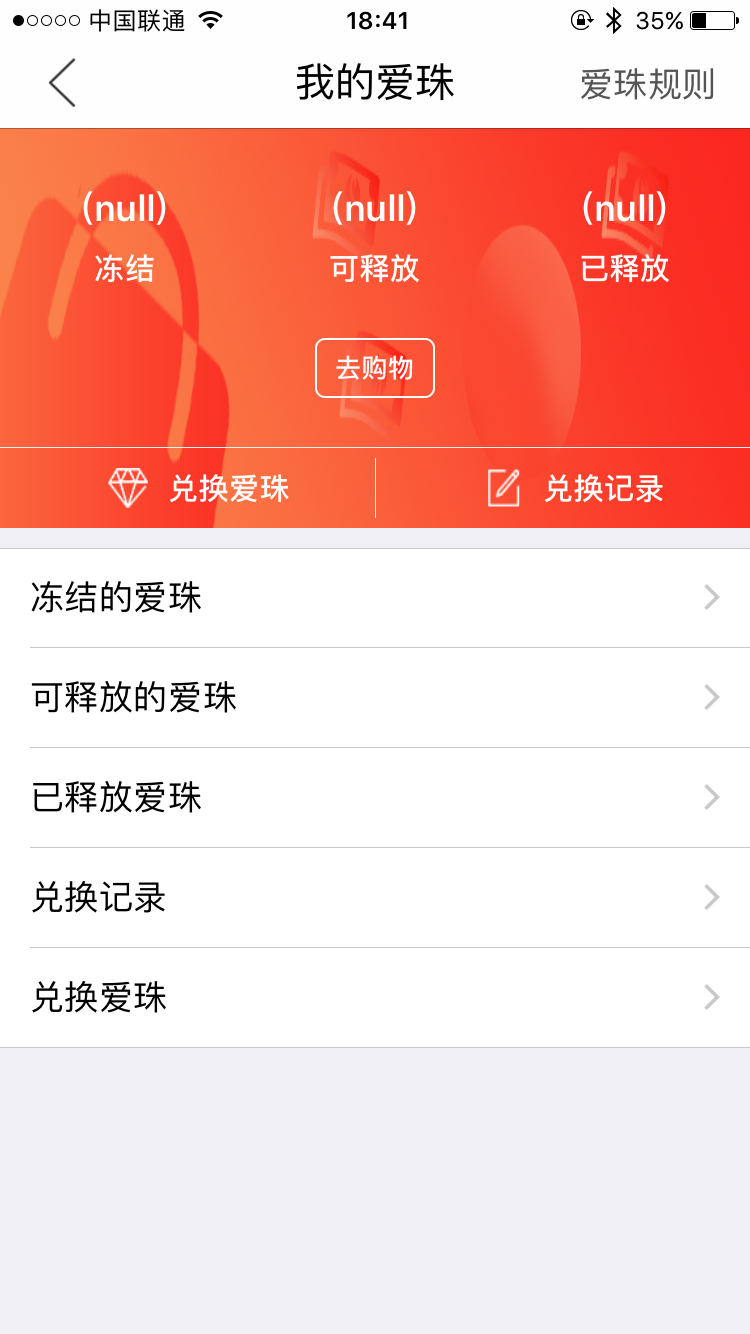 中国联通 18:41 35%
我的爱珠 爱珠规则
(null) (null) (null)
冻结 可释放 已释放
去购物
兑换爱珠 兑换记录
冻结的爱珠
可释放的爱珠
已释放爱珠
兑换记录
兑换爱珠